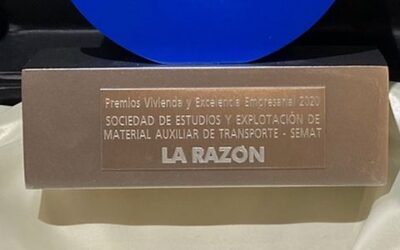 Premios Vivienda y Excelencia Empresarial 2020
SOCIEDAD DE ESTUDIOS Y EXPLOTACIÓN DE
MATERIAL AUXILIAR DE TRANSPORTE - SEMAT
LA RAZÓN